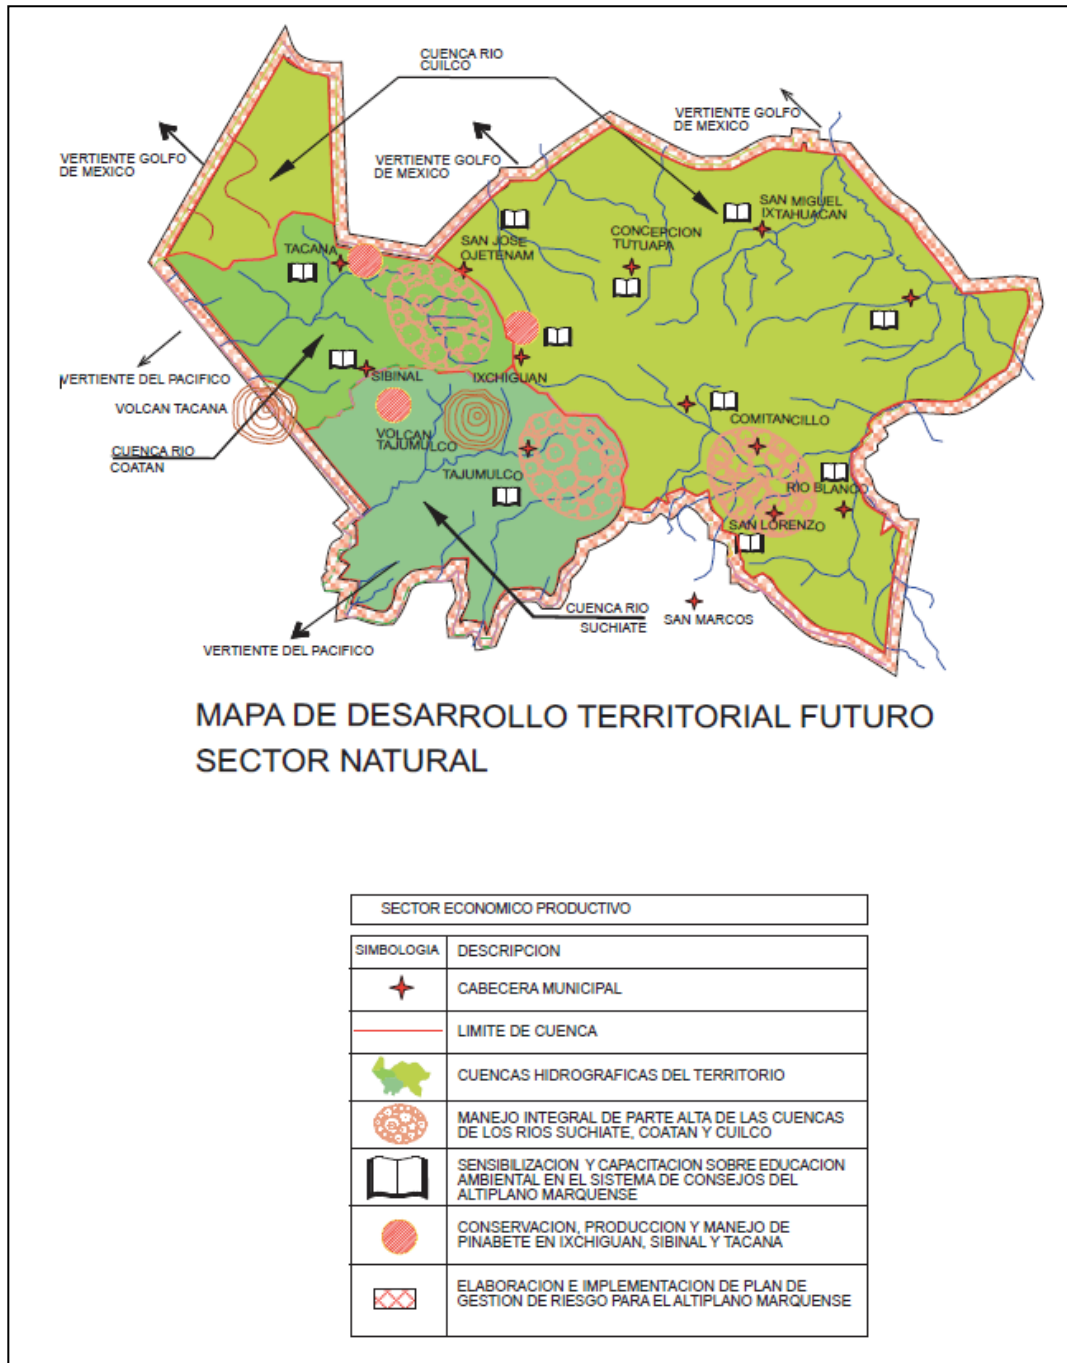 CUENCA RIO
CUILCO
VERTIENTE GOLFO
DE MEXICO
VERTIENTE GOLFO
DE MEXICO
VERTIENTE GOLFO
DE MEXICO
SAN MIGUEL
IXTAHUACAN
CONCEPCION
TUTUAPA
SAN JOSE
OJETENAM
TACANA
VERTIENTE DEL PACIFICO
SIBINAL
IXCHIGUAN
VOLCAN TACANA
COMITANCILLO
VOLCAN
TAJUMULCO
CUENCA RIO
COATAN
TAJUMULCO
RIO BLANCO
SAN LORENZO
CUENCA RIO
SUCHIATE
SAN MARCOS
VERTIENTE DEL PACIFICO
MAPA DE DESARROLLO TERRITORIAL FUTURO
SECTOR NATURAL
SECTOR ECONOMICO PRODUCTIVO
SIMBOLOGIA DESCRIPCION
CABECERA MUNICIPAL
LIMITE DE CUENCA
CUENCAS HIDROGRAFICAS DEL TERRITORIO
MANEJO INTEGRAL DE PARTE ALTA DE LAS CUENCAS
DE LOS RIOS SUCHIATE, COATAN Y CUILCO
SENSIBILIZACION Y CAPACITACION SOBRE EDUCACION
AMBIENTAL EN EL SISTEMA DE CONSEJOS DEL
ALTIPLANO MARQUENSE
CONSERVACION, PRODUCCION Y MANEJO DE
PINABETE EN IXCHIGUAN, SIBINAL Y TACANA
ELABORACION E IMPLEMENTACION DE PLAN DE
GESTION DE RIESGO PARA EL ALTIPLANO MARQUENSE